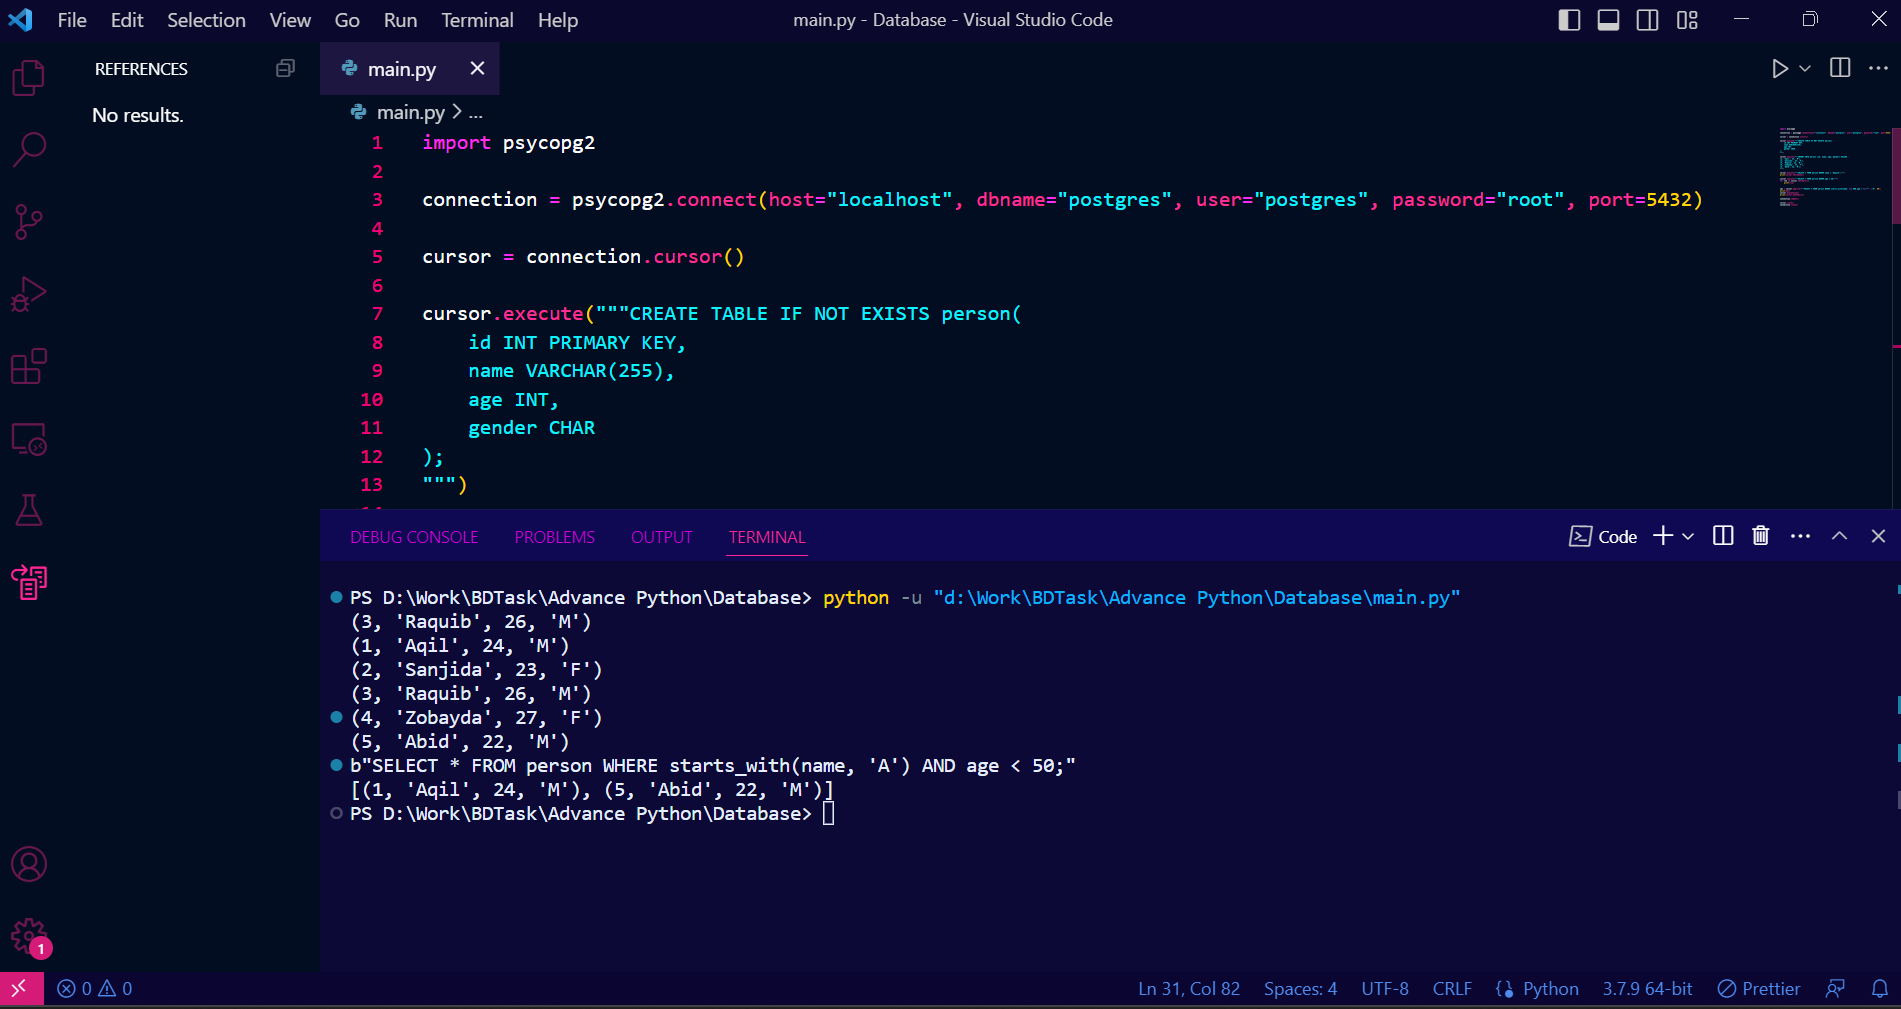 File Edit Selection View Go Run Terminal Help
main.py - Database - Visual Studio Code
REFERENCES
No results.
main.py
main.py > ...
1 import psycopg2
2
3 connection = psycopg2.connect(host="localhost", dbname="postgres", user="postgres", password="root", port=5432)
4
5 cursor = connection.cursor()
6
7 cursor.execute("""CREATE TABLE IF NOT EXISTS person(
8     id INT PRIMARY KEY,
9     name VARCHAR(255),
10     age INT,
11     gender CHAR
12 );
13 """)
DEBUG CONSOLE PROBLEMS OUTPUT TERMINAL
Code
PS D:\Work\BDTask\Advance Python\Database> python -u "d:\Work\BDTask\Advance Python\Database\main.py"
(3, 'Raquib', 26, 'M')
(1, 'Aqil', 24, 'M')
(2, 'Sanjida', 23, 'F')
(3, 'Raquib', 26, 'M')
(4, 'Zobayda', 27, 'F')
(5, 'Abid', 22, 'M')
b"SELECT * FROM person WHERE starts_with(name, 'A') AND age < 50;"
[(1, 'Aqil', 24, 'M'), (5, 'Abid', 22, 'M')]
PS D:\Work\BDTask\Advance Python\Database>
1
0 0
Ln 31, Col 82 Spaces: 4 UTF-8 CRLF Python 3.7.9 64-bit Prettier